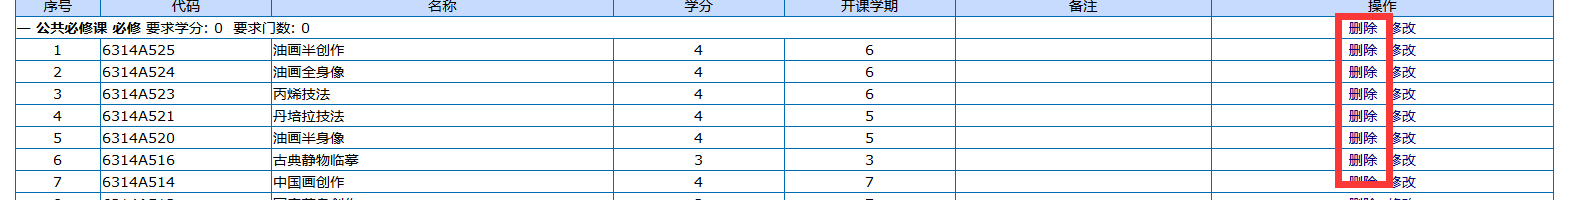 序号 代码 名称 学分 开课学期 备注 操作
一 公共必修课 必修 要求学分: 0 要求门数: 0 删除 修改
1 6314A525 油画半创作 4 6 删除 修改
2 6314A524 油画全身像 4 6 删除 修改
3 6314A523 丙烯技法 4 6 删除 修改
4 6314A521 丹培拉技法 4 5 删除 修改
5 6314A520 油画半身像 4 5 删除 修改
6 6314A516 古典静物临摹 3 3 删除 修改
7 6314A514 中国画创作 4 7 删除 修改